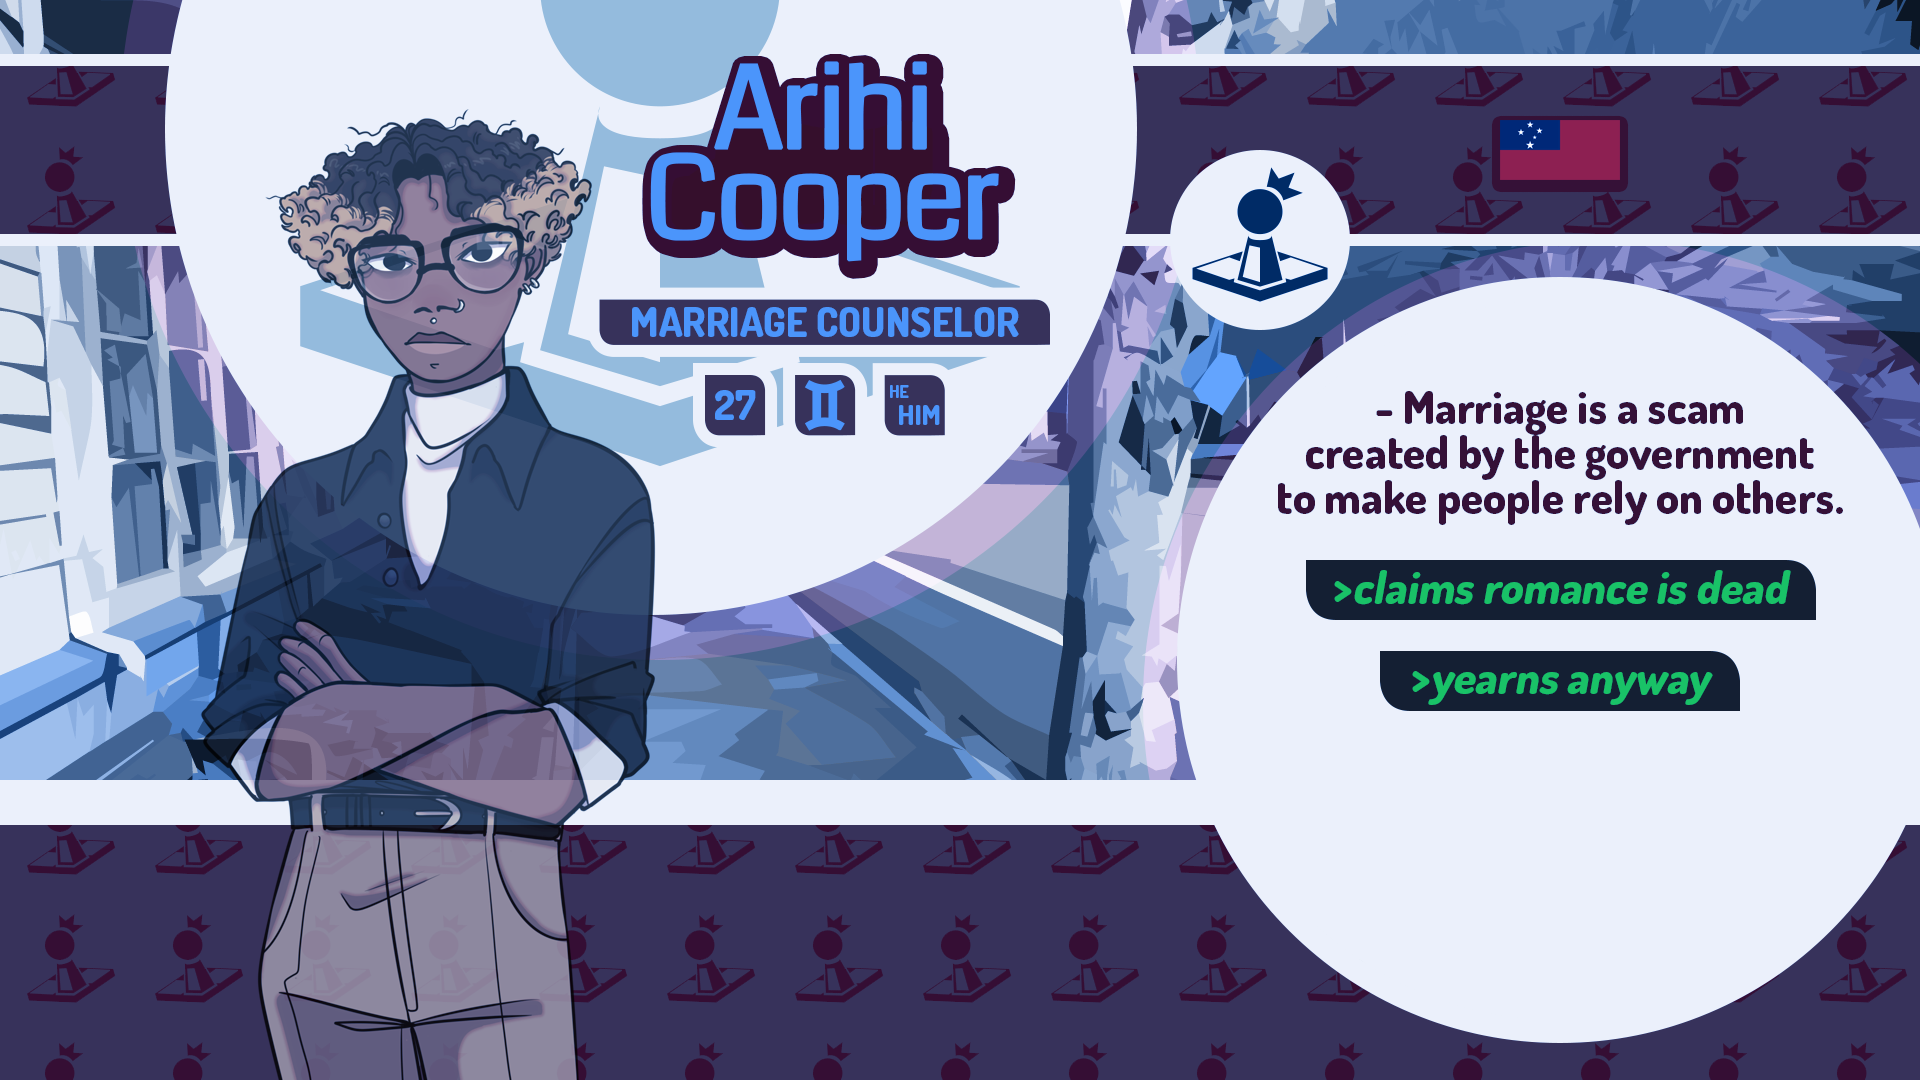 Arihi
Cooper
MARRIAGE COUNSELOR
27
HE
HIM
- Marriage is a scam
created by the government
to make people rely on others.
>claims romance is dead
>yearns anyway